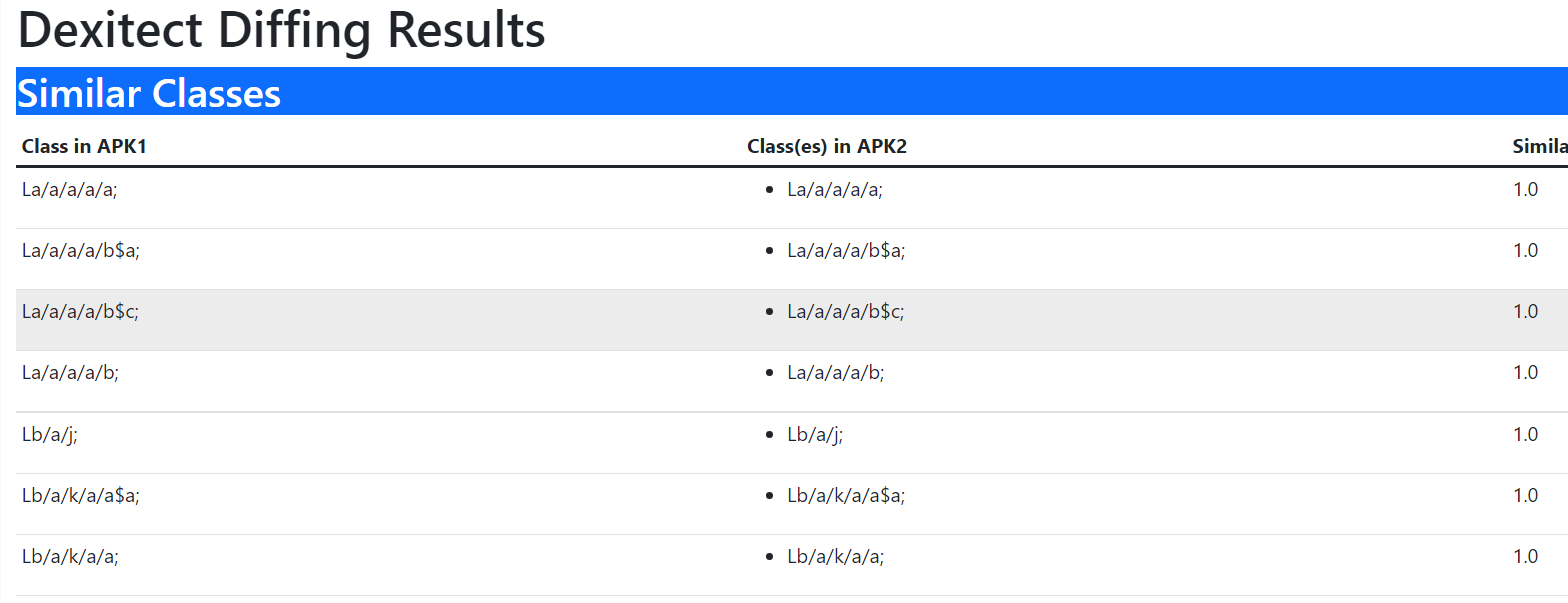 Dexitect Diffing Results
Similar Classes
Class in APK1 Class(es) in APK2 Simila
La/a/a/a/a; • La/a/a/a/a; 1.0
La/a/a/a/b$a; • La/a/a/a/b$a; 1.0
La/a/a/a/b$c; • La/a/a/a/b$c; 1.0
La/a/a/a/b; • La/a/a/a/b; 1.0
Lb/a/j; • Lb/a/j; 1.0
Lb/a/k/a/a$a; • Lb/a/k/a/a$a; 1.0
Lb/a/k/a/a; • Lb/a/k/a/a; 1.0